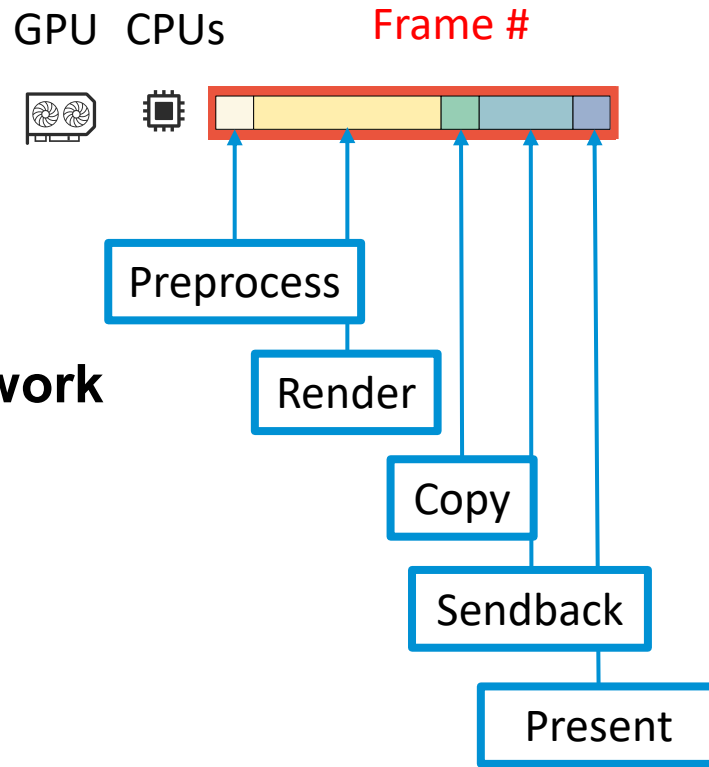 GPU CPUs Frame #
Preprocess
Render
work
Copy
Sendback
Present